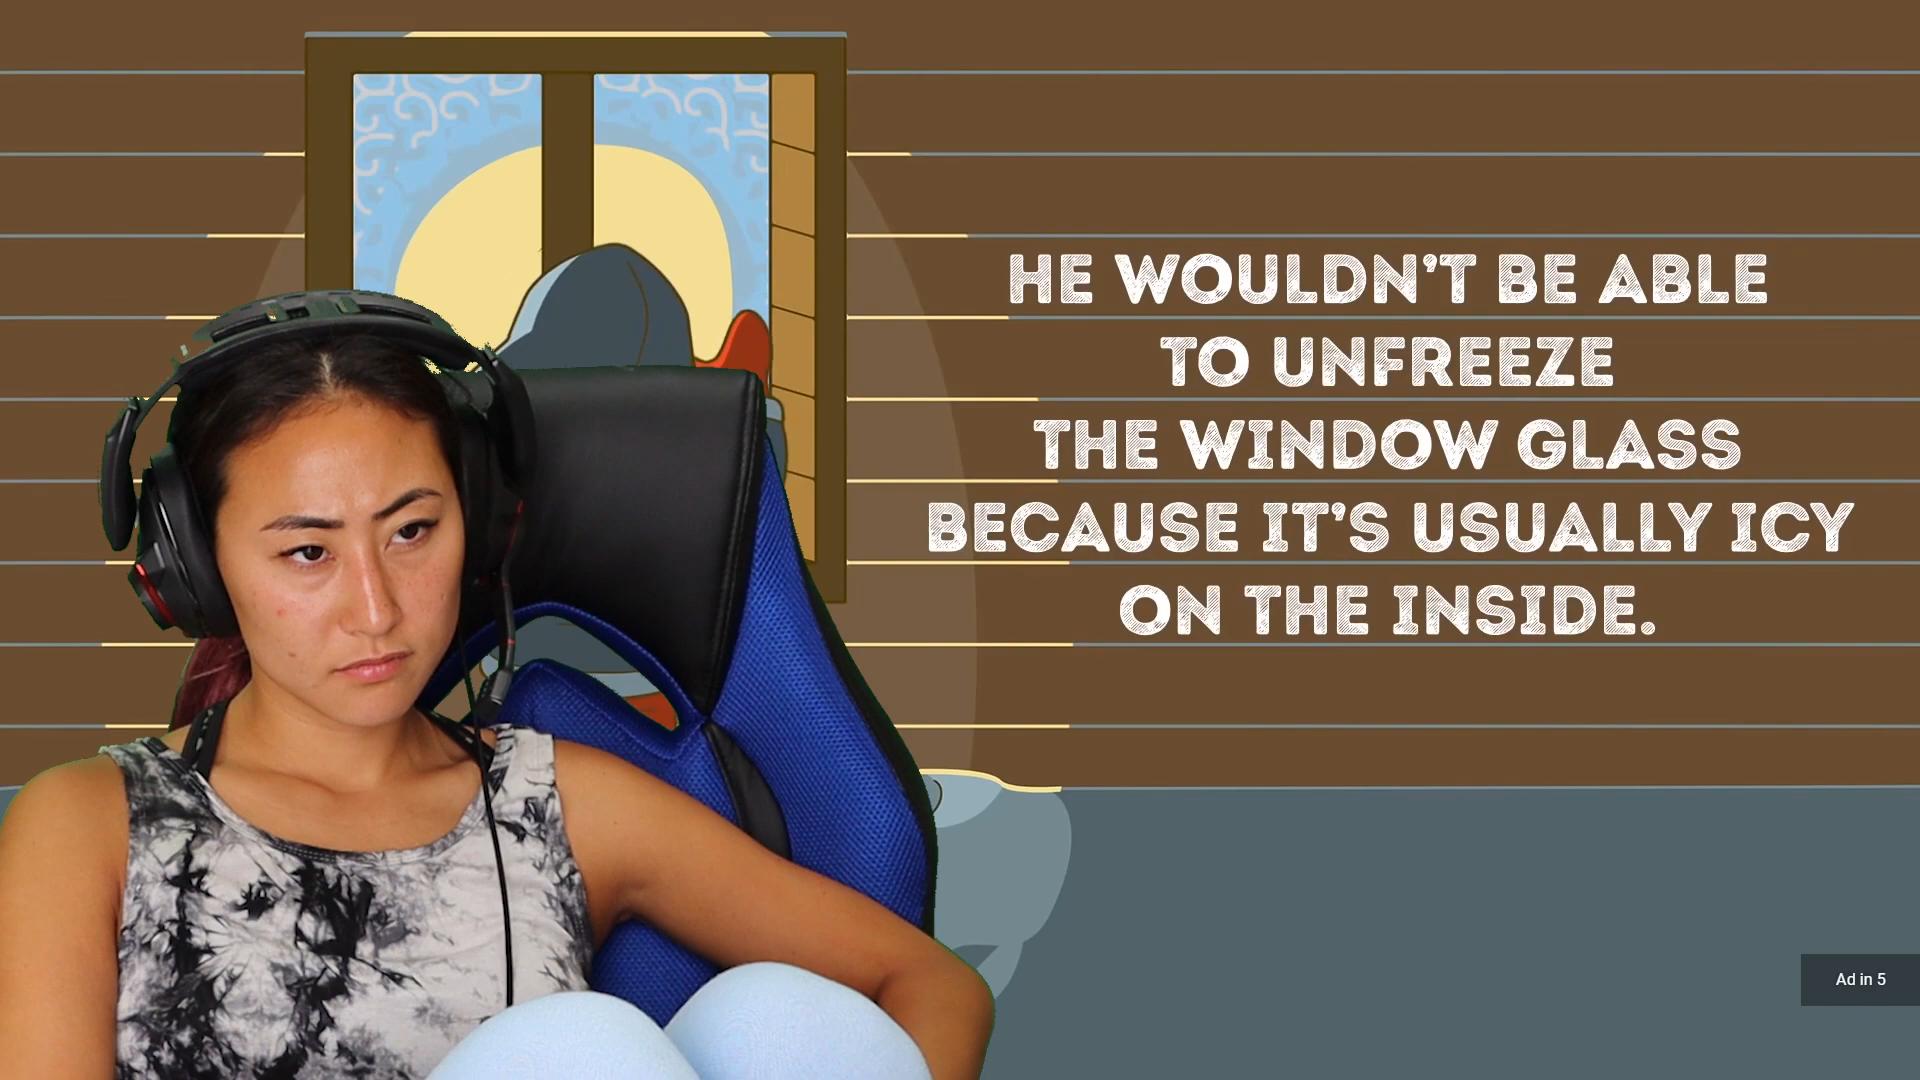 HE WOULDN'T BE ABLE
TO UNFREEZE
THE WINDOW GLASS
BECAUSE IT'S USUALLY ICY
ON THE INSIDE.
Ad in 5